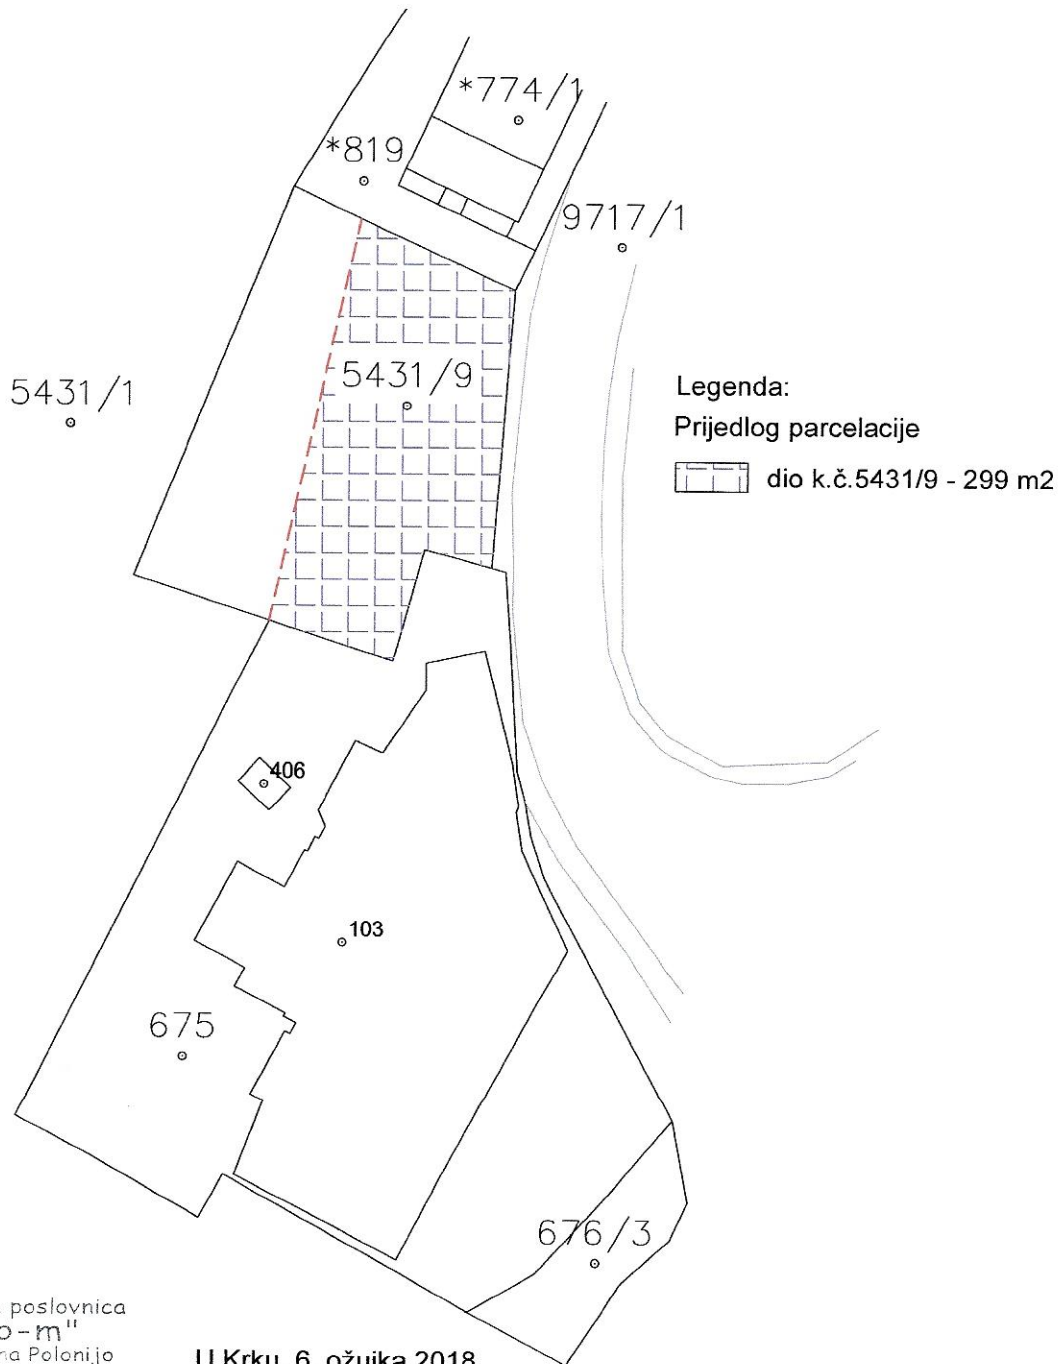 *774/1
*819
9717/1
5431/9
5431/1
Legenda:
Prijedlog parcelacije
dio k.č.5431/9 - 299 m2
406
103
675
676/3
poslovnica
Polonijo
U Krku, 6. ožujka 2018.